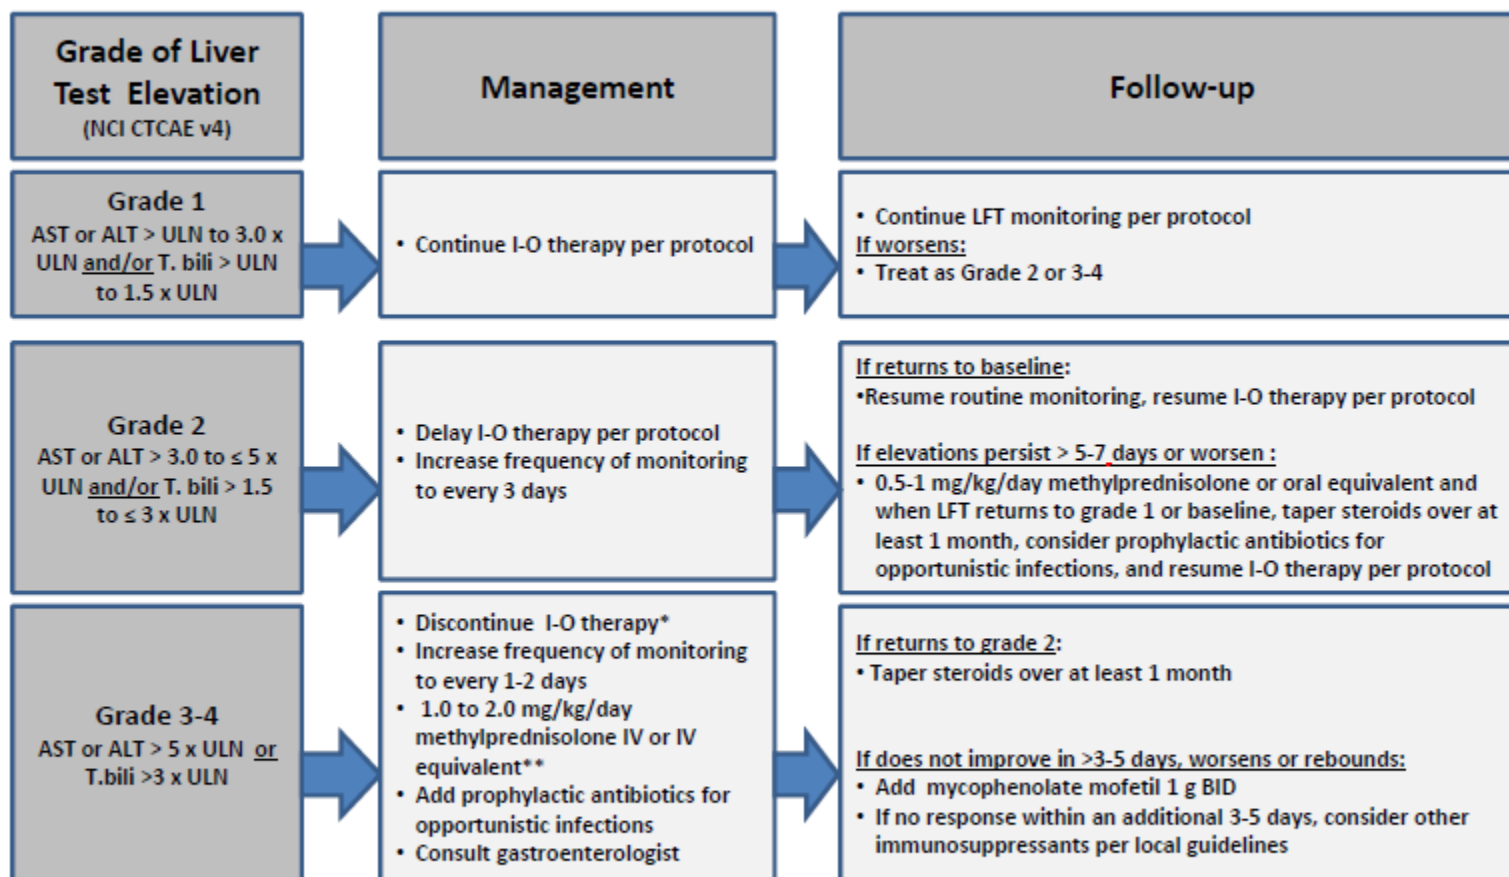 Grade of Liver
Test Elevation
(NCI CTCAE v4)
Management
Follow-up
Grade 1
AST or ALT > ULN to 3.0 x
ULN and/or T. bili > ULN
to 1.5 x ULN
• Continue I-O therapy per protocol
• Continue LFT monitoring per protocol
If worsens:
• Treat as Grade 2 or 3-4
Grade 2
AST or ALT > 3.0 to ≤ 5 x
ULN and/or T. bili > 1.5
to ≤ 3 x ULN
• Delay I-O therapy per protocol
• Increase frequency of monitoring
to every 3 days
If returns to baseline:
•Resume routine monitoring, resume I-O therapy per protocol
If elevations persist > 5-7 days or worsen :
• 0.5-1 mg/kg/day methylprednisolone or oral equivalent and
when LFT returns to grade 1 or baseline, taper steroids over at
least 1 month, consider prophylactic antibiotics for
opportunistic infections, and resume I-O therapy per protocol
Grade 3-4
AST or ALT > 5 x ULN or
T.bili >3 x ULN
• Discontinue I-O therapy*
• Increase frequency of monitoring
to every 1-2 days
• 1.0 to 2.0 mg/kg/day
methylprednisolone IV or IV
equivalent**
• Add prophylactic antibiotics for
opportunistic infections
• Consult gastroenterologist
If returns to grade 2:
• Taper steroids over at least 1 month
If does not improve in >3-5 days, worsens or rebounds:
• Add mycophenolate mofetil 1 g BID
• If no response within an additional 3-5 days, consider other
immunosuppressants per local guidelines